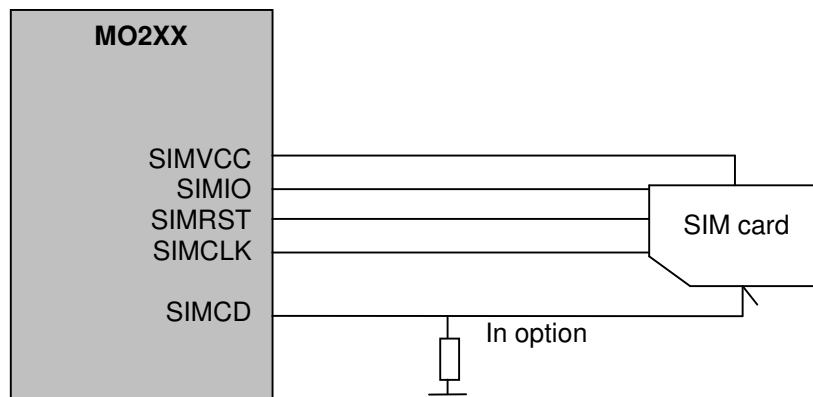 MO2XX
SIMVCC
SIMIO
SIMRST
SIMCLK
SIM card
SIMCD
In option